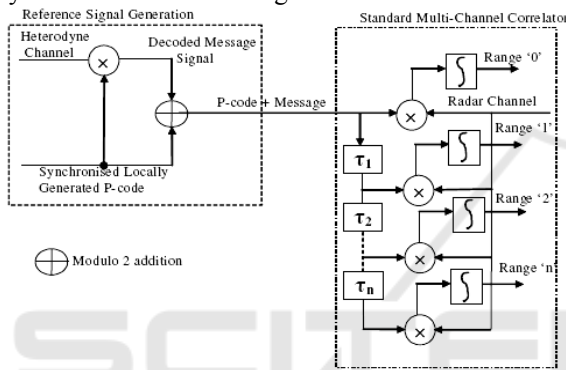 Reference Signal Generation
Heterodyne
Channel
Decoded Message
Signal
P-code + Message
Synchronised Locally
Generated P-code
Modulo 2 addition
Standard Multi-Channel Correlator
Range ‘0’
Radar Channel
Range ‘1’
τ1
Range ‘2’
τ2
Range ‘n’
τn
SCITE